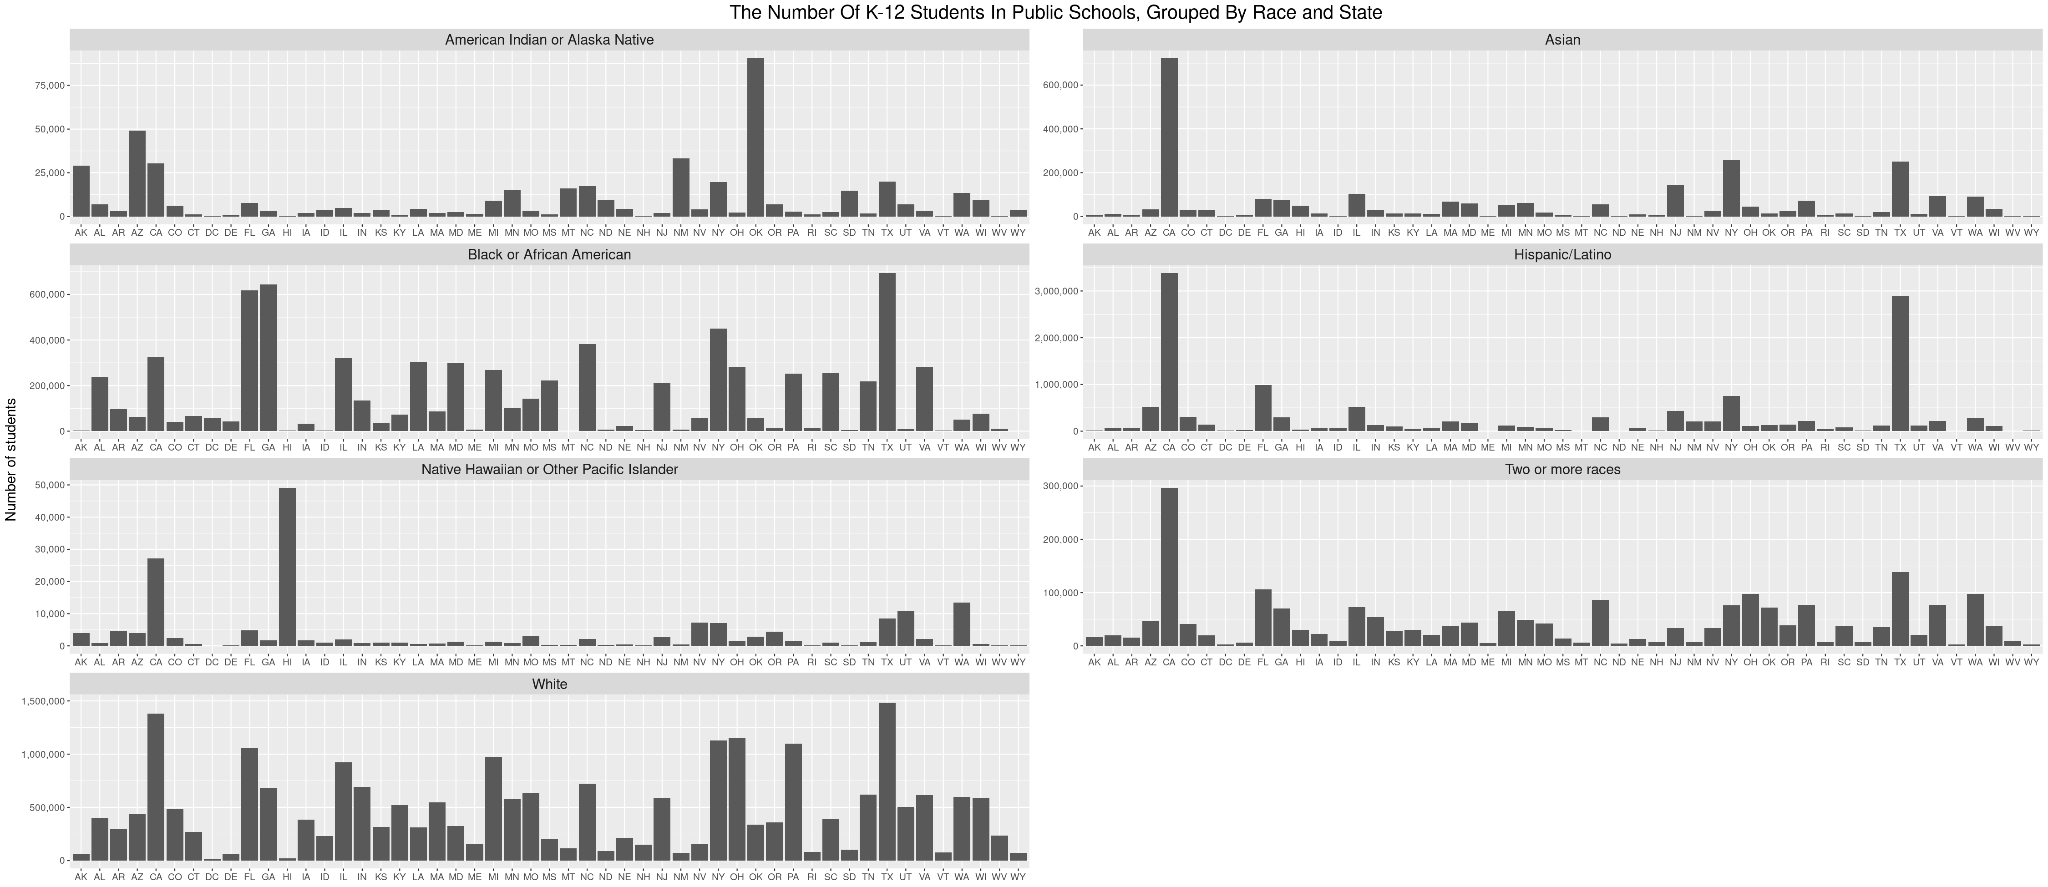 The Number Of K-12 Students In Public Schools, Grouped By Race and State
Number of students
American Indian or Alaska Native
75,000
50,000
25,000
0
AK AL AR AZ CA CO CT DC DE FL GA HI IA ID IL IN KS KY LA MA MD ME MI MN MO MS MT NC ND NE NH NJ NM NV NY OH OK OR PA RI SC SD TN TX UT VA VT WA WI WV WY
Asian
600,000
400,000
200,000
0
AK AL AR AZ CA CO CT DC DE FL GA HI IA ID IL IN KS KY LA MA MD ME MI MN MO MS MT NC ND NE NH NJ NM NV NY OH OK OR PA RI SC SD TN TX UT VA VT WA WI WV WY
Black or African American
600,000
400,000
200,000
0
AK AL AR AZ CA CO CT DC DE FL GA HI IA ID IL IN KS KY LA MA MD ME MI MN MO MS MT NC ND NE NH NJ NM NV NY OH OK OR PA RI SC SD TN TX UT VA VT WA WI WV WY
Hispanic/Latino
3,000,000
2,000,000
1,000,000
0
AK AL AR AZ CA CO CT DC DE FL GA HI IA ID IL IN KS KY LA MA MD ME MI MN MO MS MT NC ND NE NH NJ NM NV NY OH OK OR PA RI SC SD TN TX UT VA VT WA WI WV WY
Native Hawaiian or Other Pacific Islander
50,000
40,000
30,000
20,000
10,000
0
AK AL AR AZ CA CO CT DC DE FL GA HI IA ID IL IN KS KY LA MA MD ME MI MN MO MS MT NC ND NE NH NJ NM NV NY OH OK OR PA RI SC SD TN TX UT VA VT WA WI WV WY
Two or more races
300,000
200,000
100,000
0
AK AL AR AZ CA CO CT DC DE FL GA HI IA ID IL IN KS KY LA MA MD ME MI MN MO MS MT NC ND NE NH NJ NM NV NY OH OK OR PA RI SC SD TN TX UT VA VT WA WI WV WY
White
1,500,000
1,000,000
500,000
0
AK AL AR AZ CA CO CT DC DE FL GA HI IA ID IL IN KS KY LA MA MD ME MI MN MO MS MT NC ND NE NH NJ NM NV NY OH OK OR PA RI SC SD TN TX UT VA VT WA WI WV WY